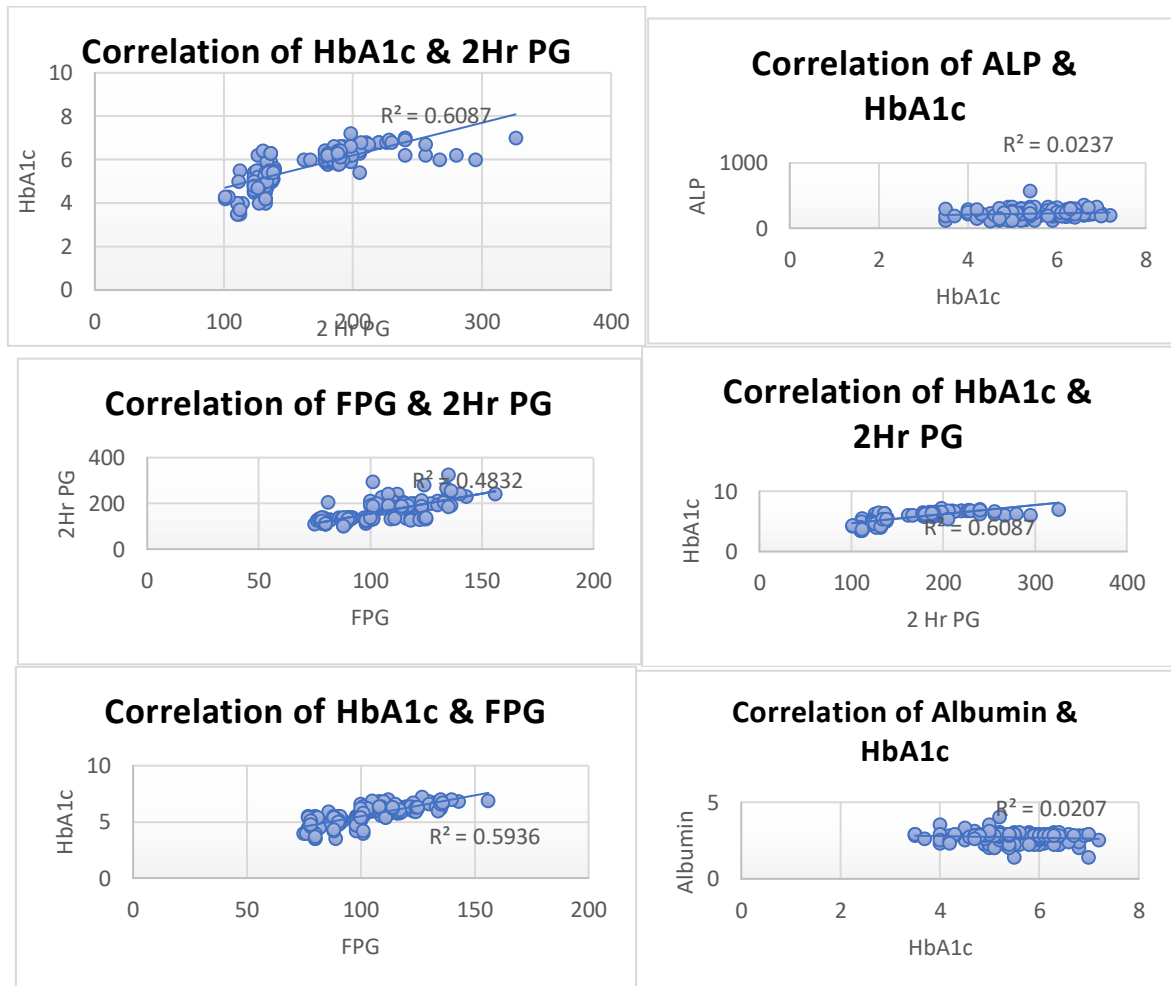 Correlation of HbA1c & 2Hr PG
10
8
6
4
2
0
HbA1c
R² = 0.6087
0 100 200 300 400
2 Hr PG
Correlation of ALP &
HbA1c
R² = 0.0237
1000
0
ALP
0 2 4 6 8
HbA1c
Correlation of FPG & 2Hr PG
400
200
0
2Hr PG
R² = 0.4832
0 50 100 150 200
FPG
Correlation of HbA1c &
2Hr PG
10
0
HbA1c
R² = 0.6087
0 100 200 300 400
2 Hr PG
Correlation of HbA1c & FPG
10
5
0
HbA1c
R² = 0.5936
0 50 100 150 200
FPG
Correlation of Albumin &
HbA1c
5
0
Albumin
R² = 0.0207
0 2 4 6 8
HbA1c